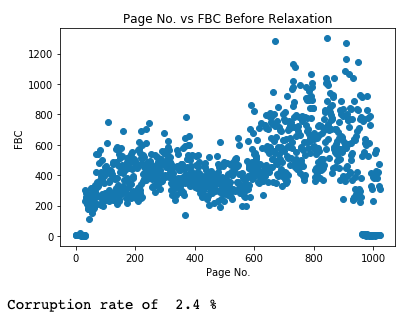 Page No. vs FBC Before Relaxation
1200
1000
800
600
400
200
0
FBC
0 200 400 600 800 1000
Page No.
Corruption rate of 2.4 %